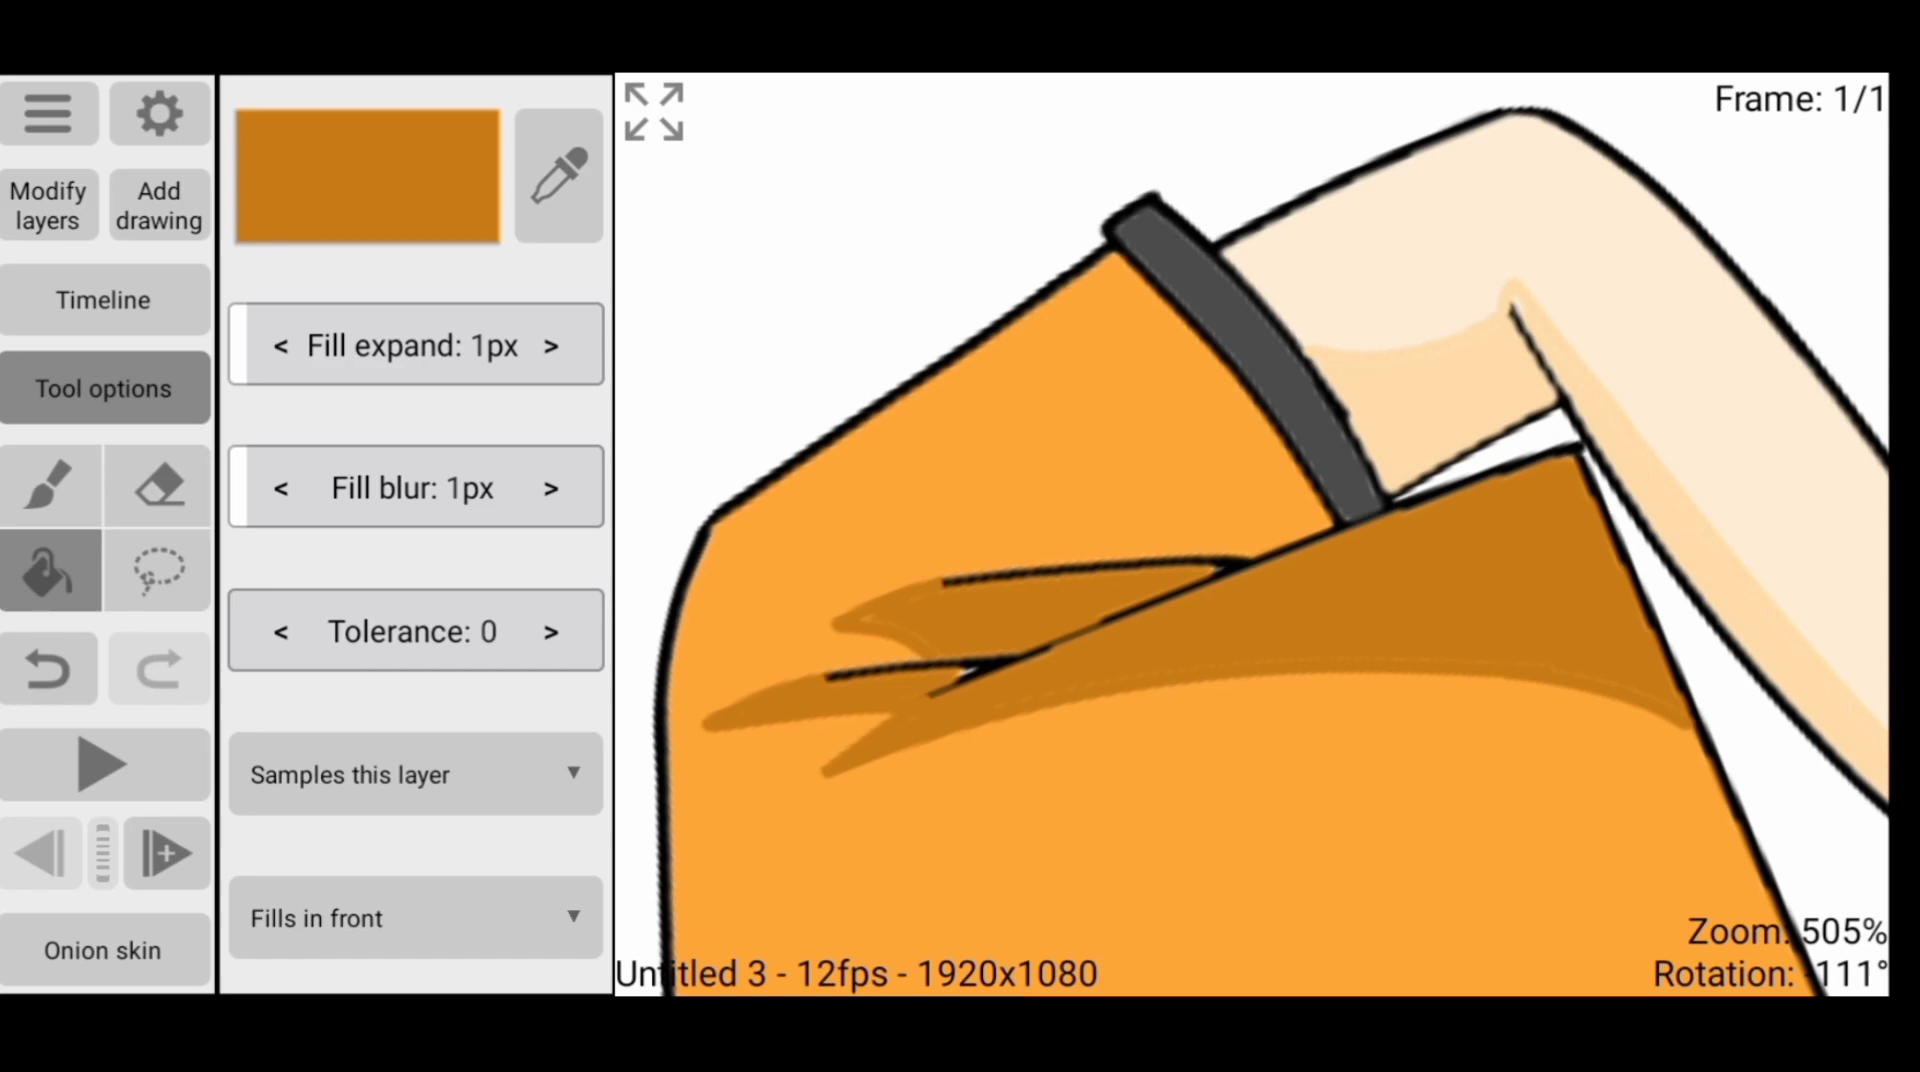 Frame: 1/1
Modify
layers
Add
drawing
Timeline
Tool options
< Fill expand: 1px >
< Fill blur: 1px >
< Tolerance: 0 >
Samples this layer
Fills in front
Onion skin
Zoom: 505%
Untitled 3 - 12fps - 1920x1080
Rotation: -111°